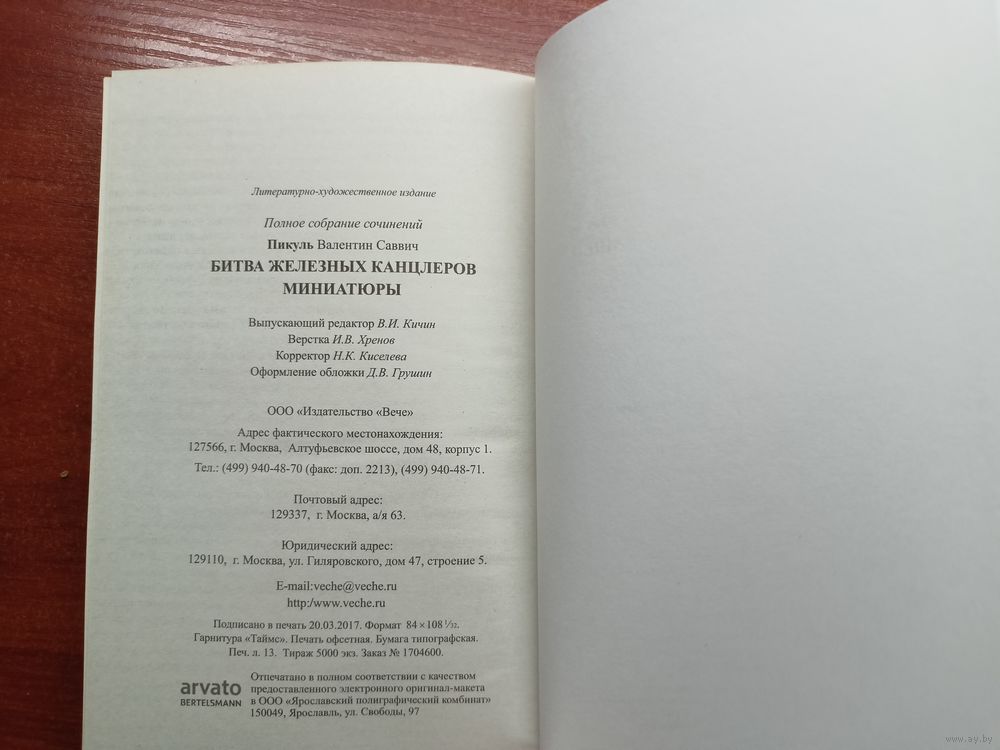 Литературно-художественное издание
Полное собрание сочинений
Пикуль Валентин Саввич
БИТВА ЖЕЛЕЗНЫХ КАНЦЛЕРОВ
МИНИАТЮРЫ
Выпускающий редактор В.И. Кичин
Верстка И.В. Хренов
Корректор Н.К. Киселева
Оформление обложки Д.В. Грушин
ООО «Издательство «Вече»
Адрес фактического местонахождения:
127566, г. Москва, Алтуфьевское шоссе, дом 48, корпус 1.
Тел.: (499) 940-48-70 (факс: доп. 2213), (499) 940-48-71.
Почтовый адрес:
129337, г. Москва, а/я 63.
Юридический адрес:
129110, г. Москва, ул. Гиляровского, дом 47, строение 5.
E-mail:veche@veche.ru
http:/www.veche.ru
Подписано в печать 20.03.2017. Формат 84 × 108 1/32.
Гарнитура «Таймс». Печать офсетная. Бумага типографская.
Печ. л. 13. Тираж 5000 экз. Заказ № 1704600.
arvato
BERTELSMANN
Отпечатано в полном соответствии с качеством
предоставленного электронного оригинал-макета
в ООО «Ярославский полиграфический комбинат»
150049, Ярославль, ул. Свободы, 97
www.ay.by